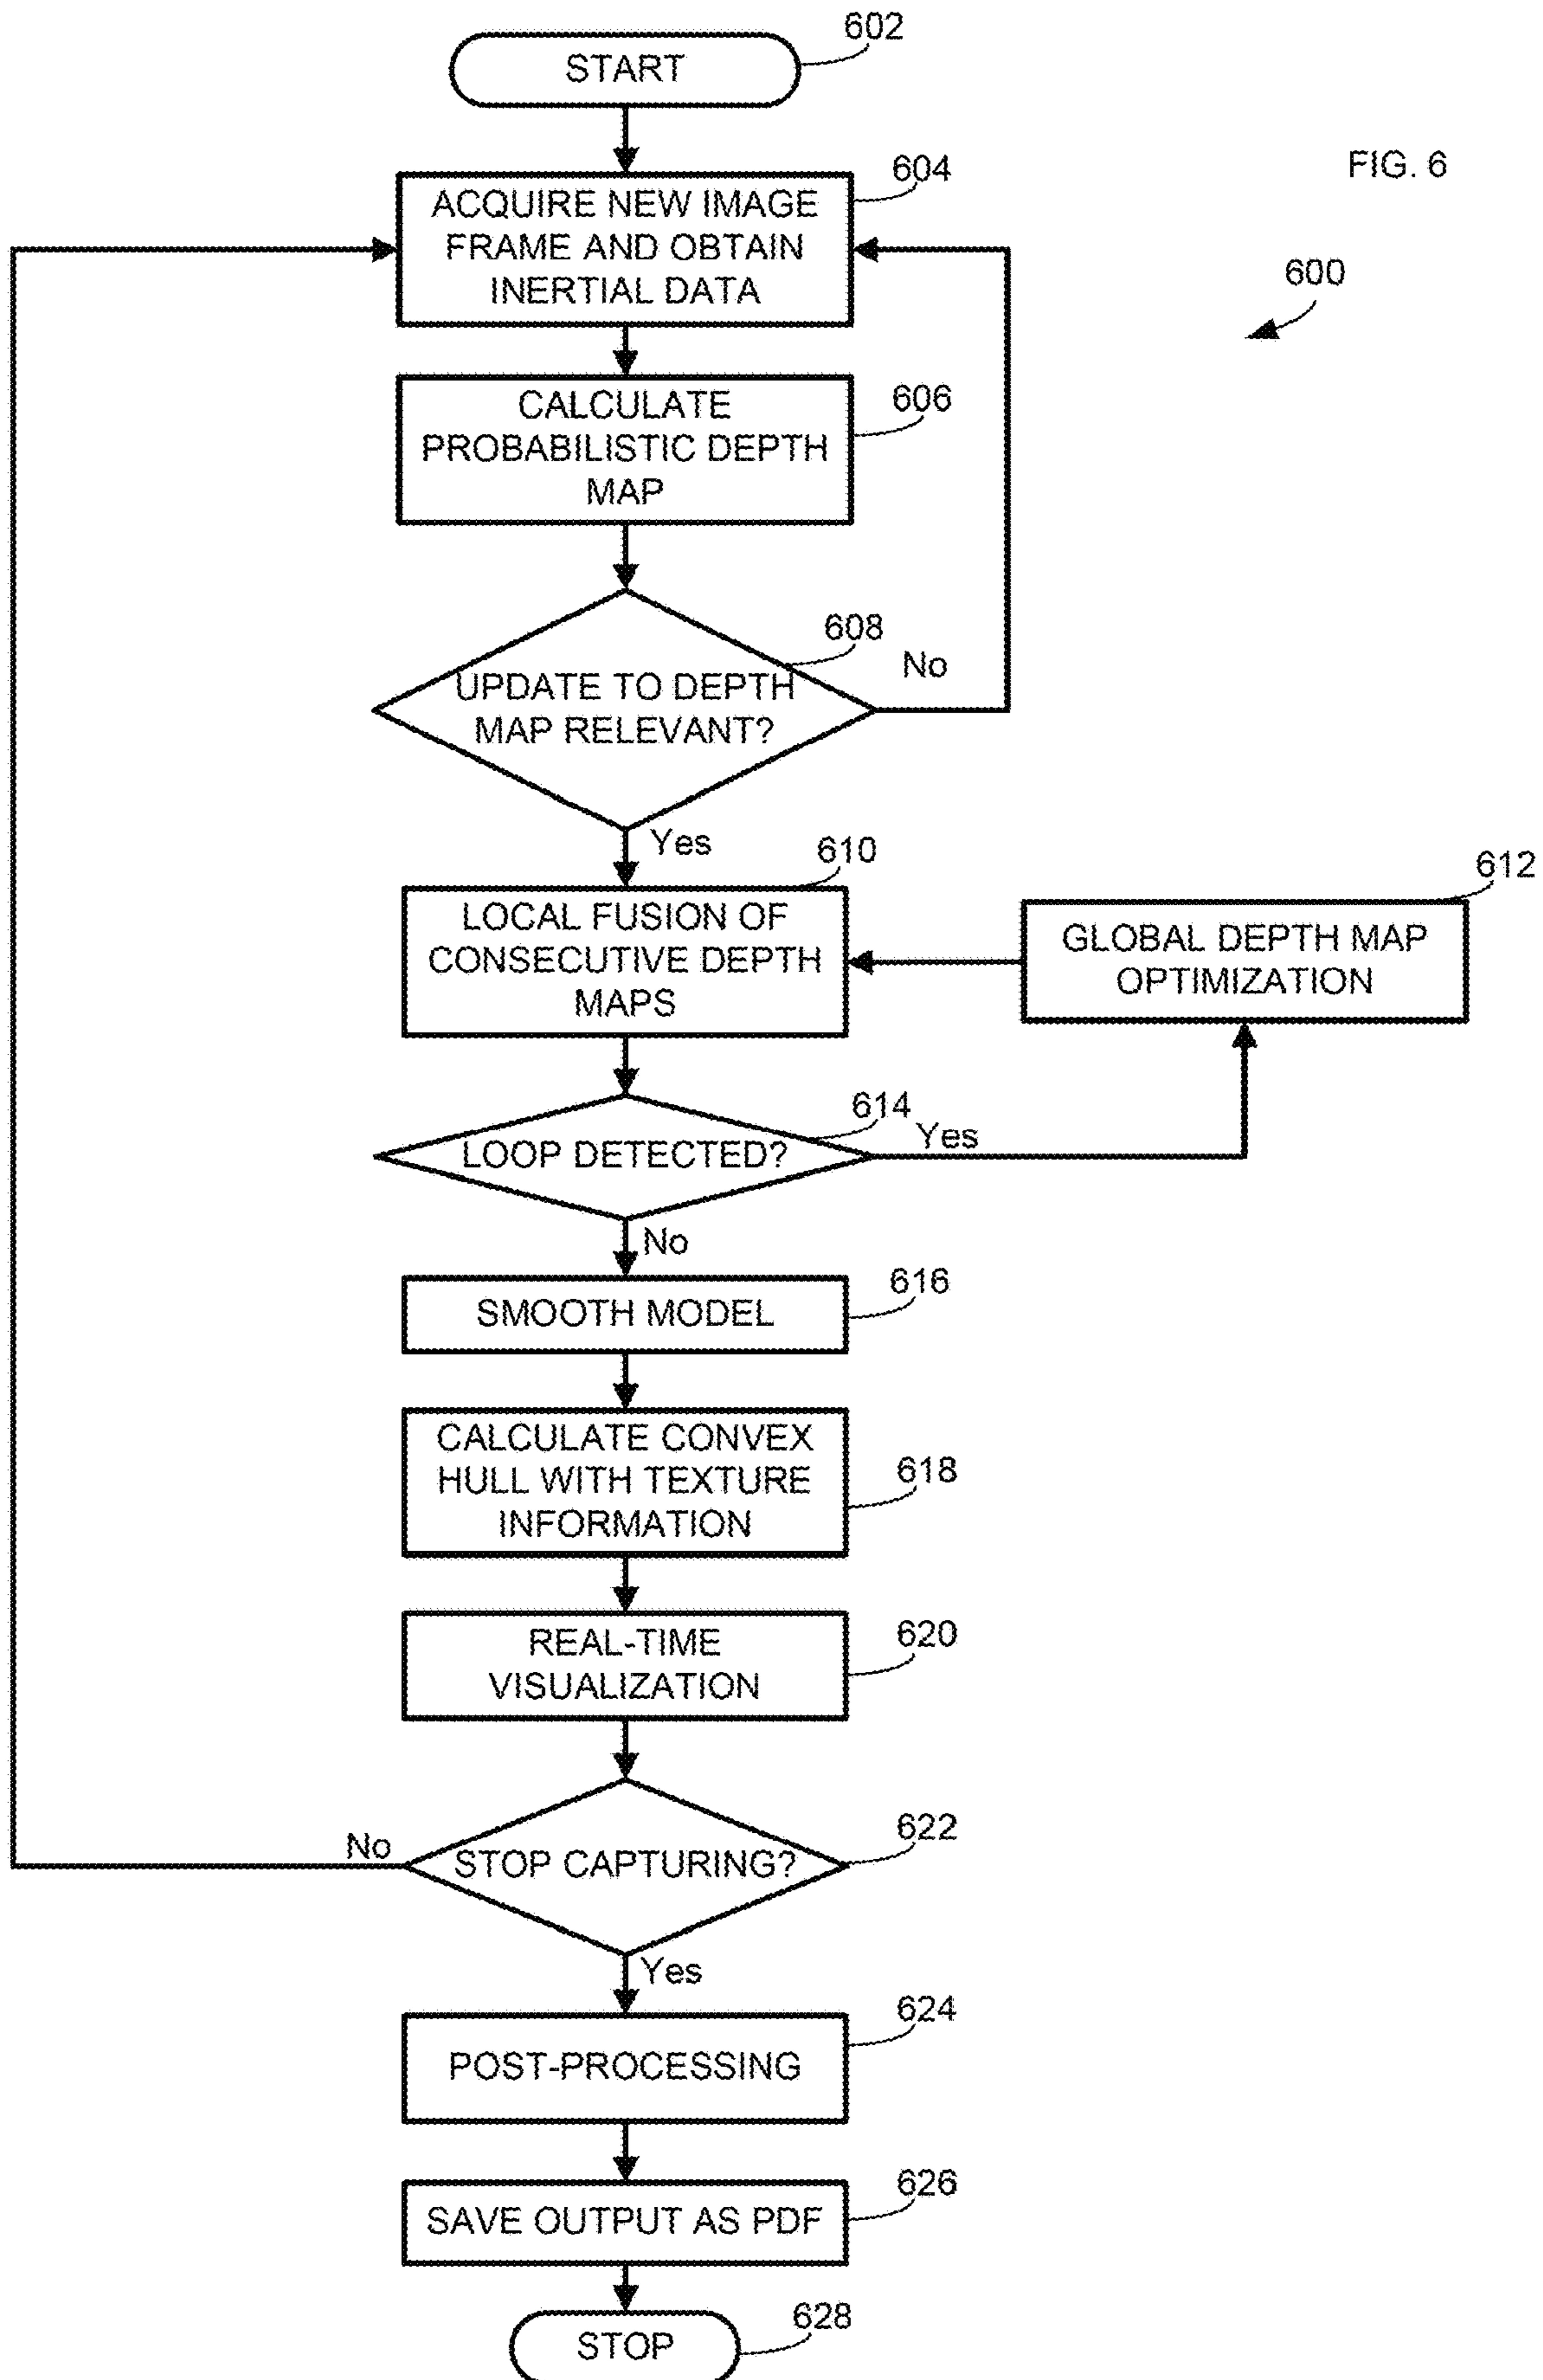 602
START
FIG. 6
604
ACQUIRE NEW IMAGE
FRAME AND OBTAIN
INERTIAL DATA
600
606
CALCULATE
PROBABILISTIC DEPTH
MAP
608
No
UPDATE TO DEPTH
MAP RELEVANT?
Yes
610
LOCAL FUSION OF
CONSECUTIVE DEPTH
MAPS
612
GLOBAL DEPTH MAP
OPTIMIZATION
614
Yes
LOOP DETECTED?
No
616
SMOOTH MODEL
618
CALCULATE CONVEX
HULL WITH TEXTURE
INFORMATION
620
REAL-TIME
VISUALIZATION
622
No
STOP CAPTURING?
Yes
624
POST-PROCESSING
626
SAVE OUTPUT AS PDF
628
STOP